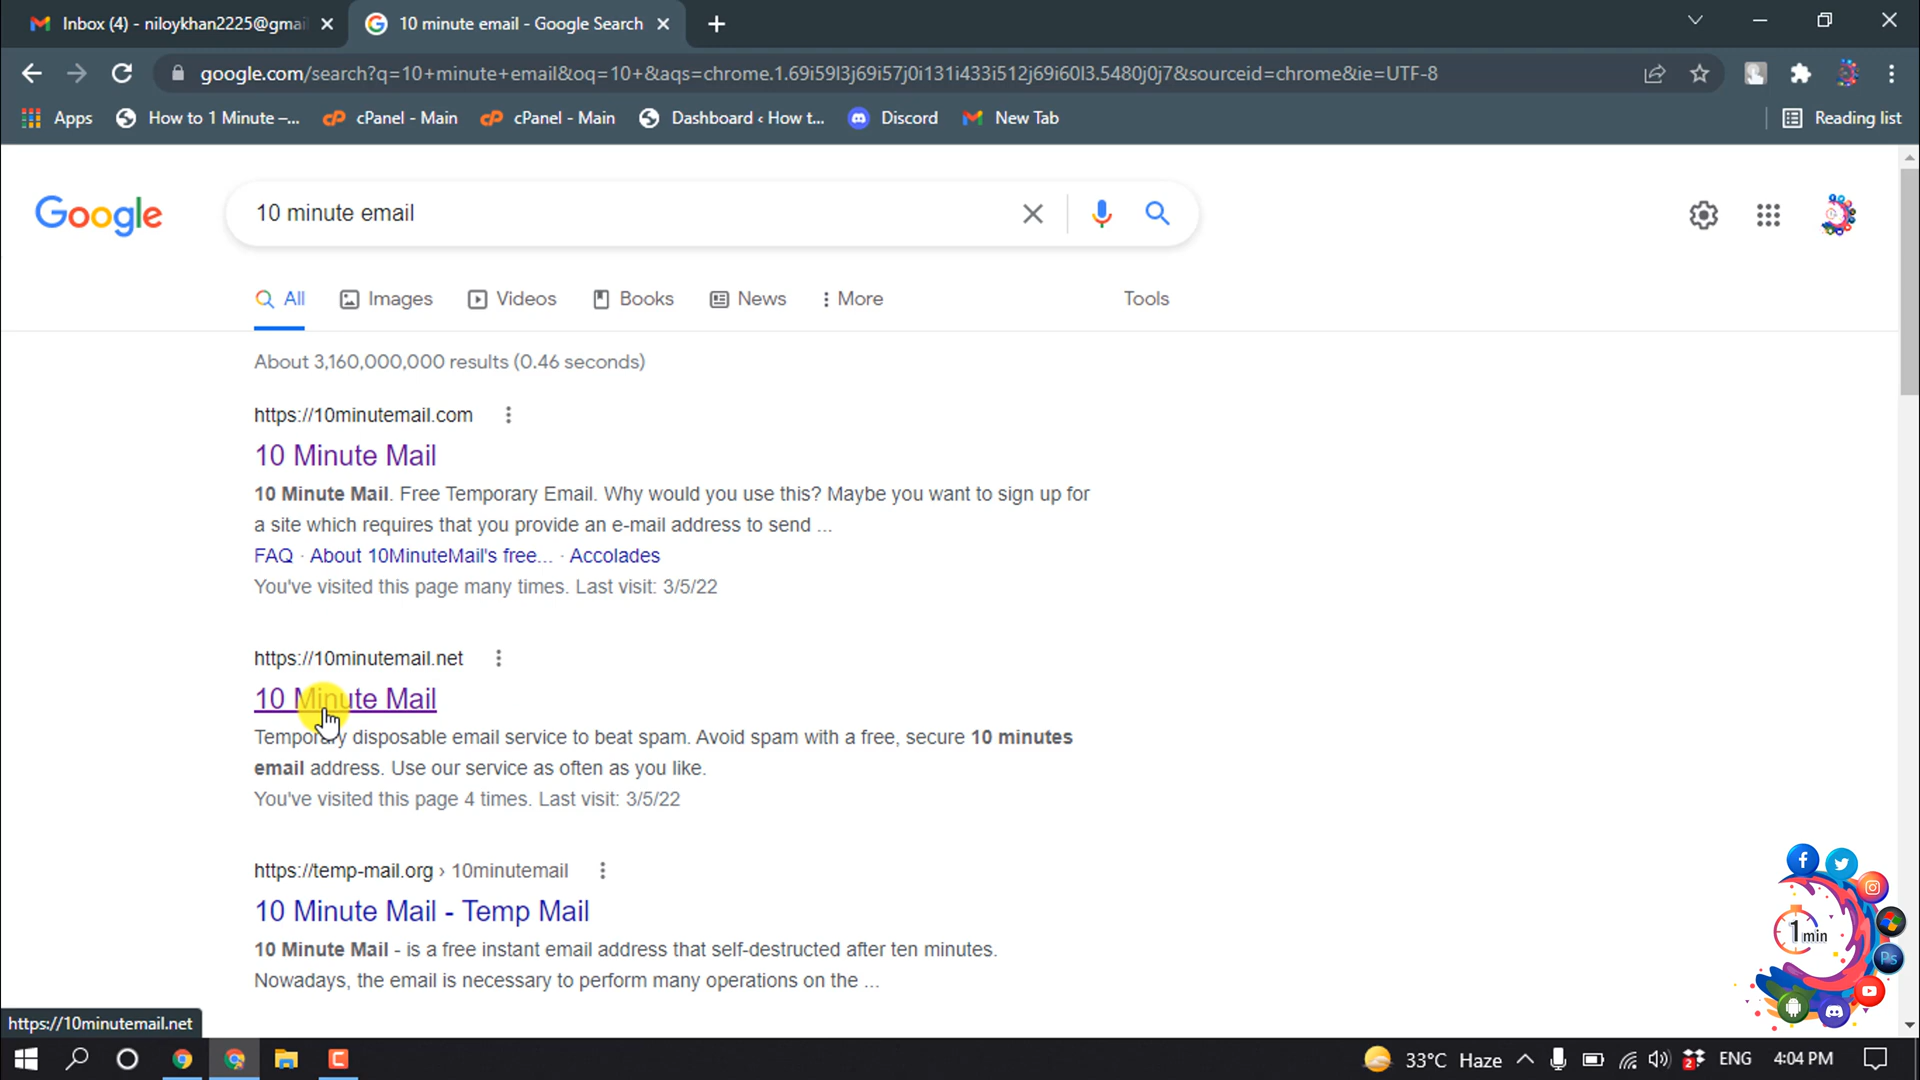 Inbox (4) - niloykhan2225@gmai
10 minute email - Google Search
google.com/search?q=10+minute+email&oq=10+&aqs=chrome.1.69i59l3j69i57j0i131i433i512j69i60l3.5480j0j7&sourceid=chrome&ie=UTF-8
Apps
How to 1 Minute –...
cPanel - Main
cPanel - Main
Dashboard ‹ How t...
Discord
New Tab
Reading list
Google
10 minute email
All
Images
Videos
Books
News
More
Tools
About 3,160,000,000 results (0.46 seconds)
https://10minutemail.com
10 Minute Mail
10 Minute Mail. Free Temporary Email. Why would you use this? Maybe you want to sign up for
a site which requires that you provide an e-mail address to send ...
FAQ · About 10MinuteMail's free... · Accolades
You've visited this page many times. Last visit: 3/5/22
https://10minutemail.net
10 Minute Mail
Temporary disposable email service to beat spam. Avoid spam with a free, secure 10 minutes
email address. Use our service as often as you like.
You've visited this page 4 times. Last visit: 3/5/22
https://temp-mail.org › 10minutemail
10 Minute Mail - Temp Mail
10 Minute Mail - is a free instant email address that self-destructed after ten minutes.
Nowadays, the email is necessary to perform many operations on the ...
1 min
Ps
https://10minutemail.net
33°C Haze
2
ENG
4:04 PM